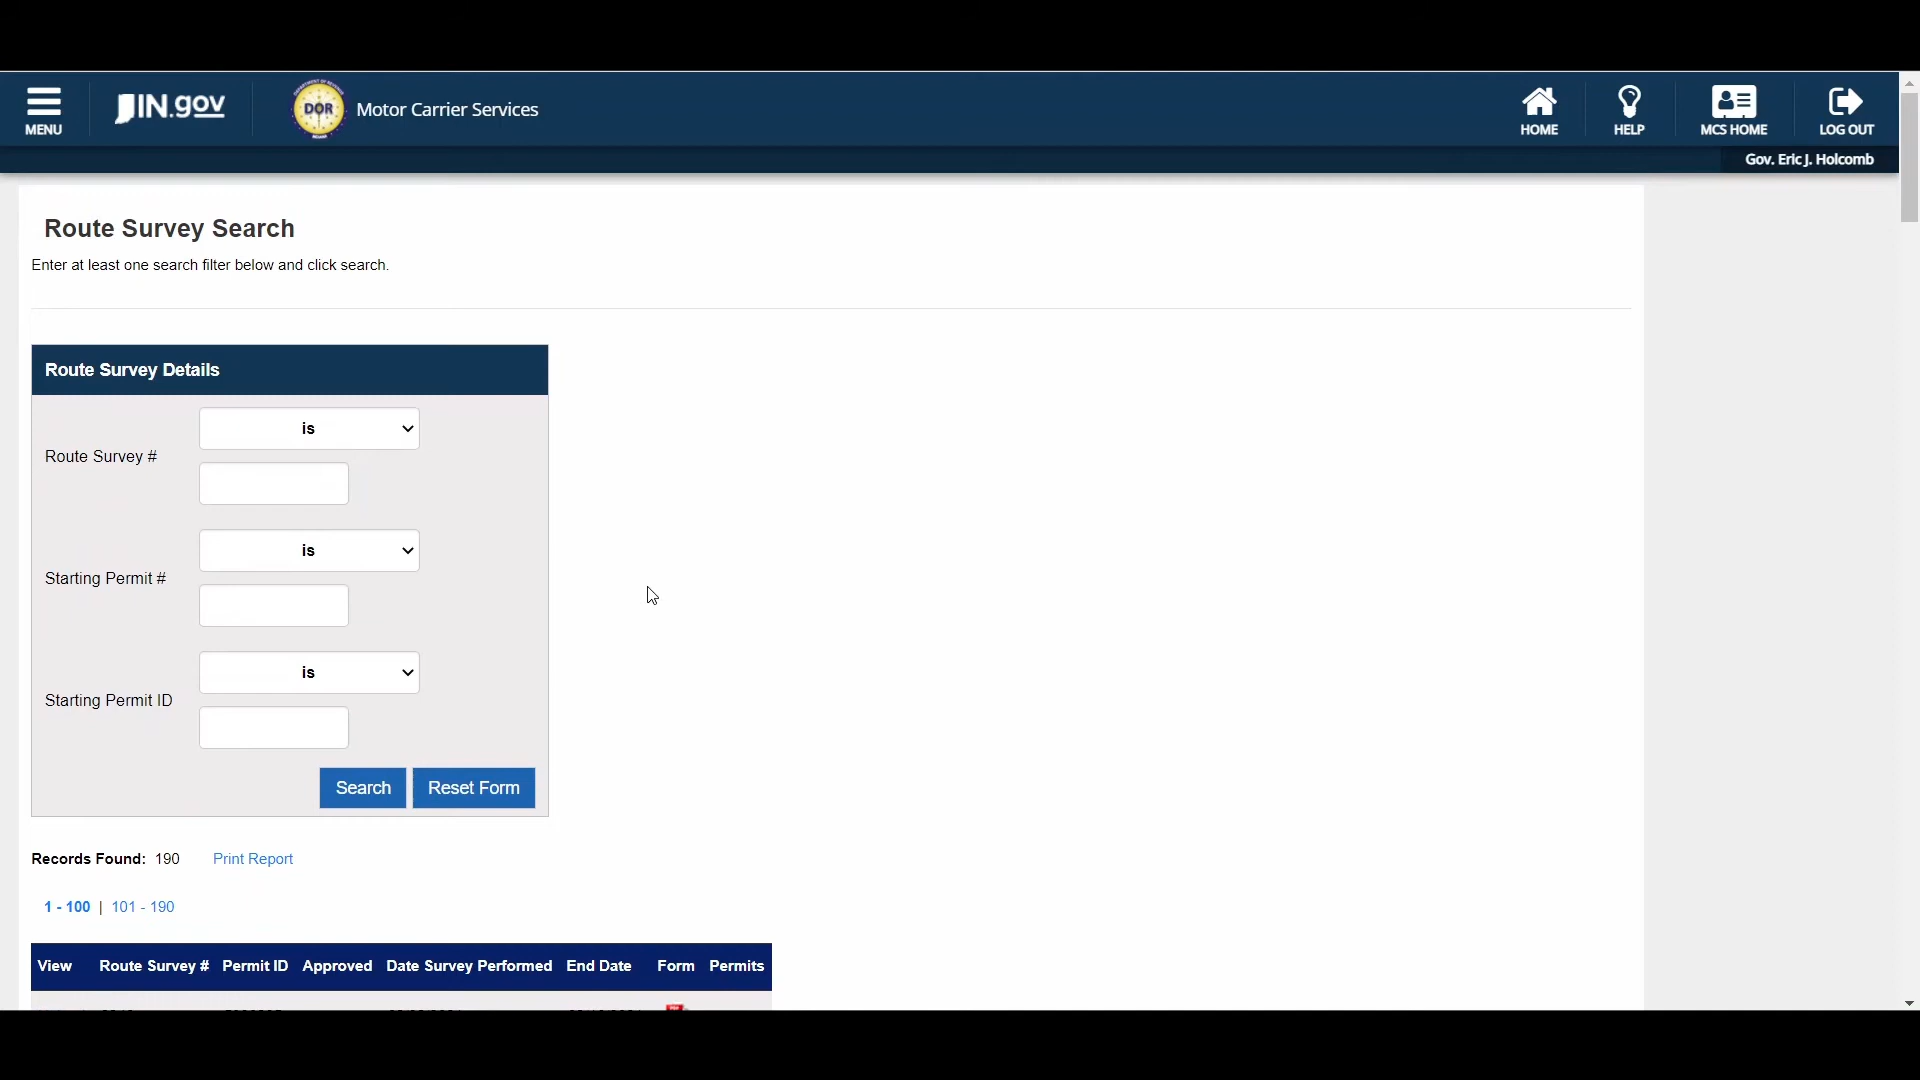 MENU
IN.gov
DOR
Motor Carrier Services
HOME
HELP
MCS HOME
LOG OUT
Gov. Eric J. Holcomb
Route Survey Search
Enter at least one search filter below and click search.
Route Survey Details
is
Route Survey #
is
Starting Permit #
is
Starting Permit ID
Search Reset Form
Records Found: 190 Print Report
1 - 100 | 101 - 190
View Route Survey # Permit ID Approved Date Survey Performed End Date Form Permits